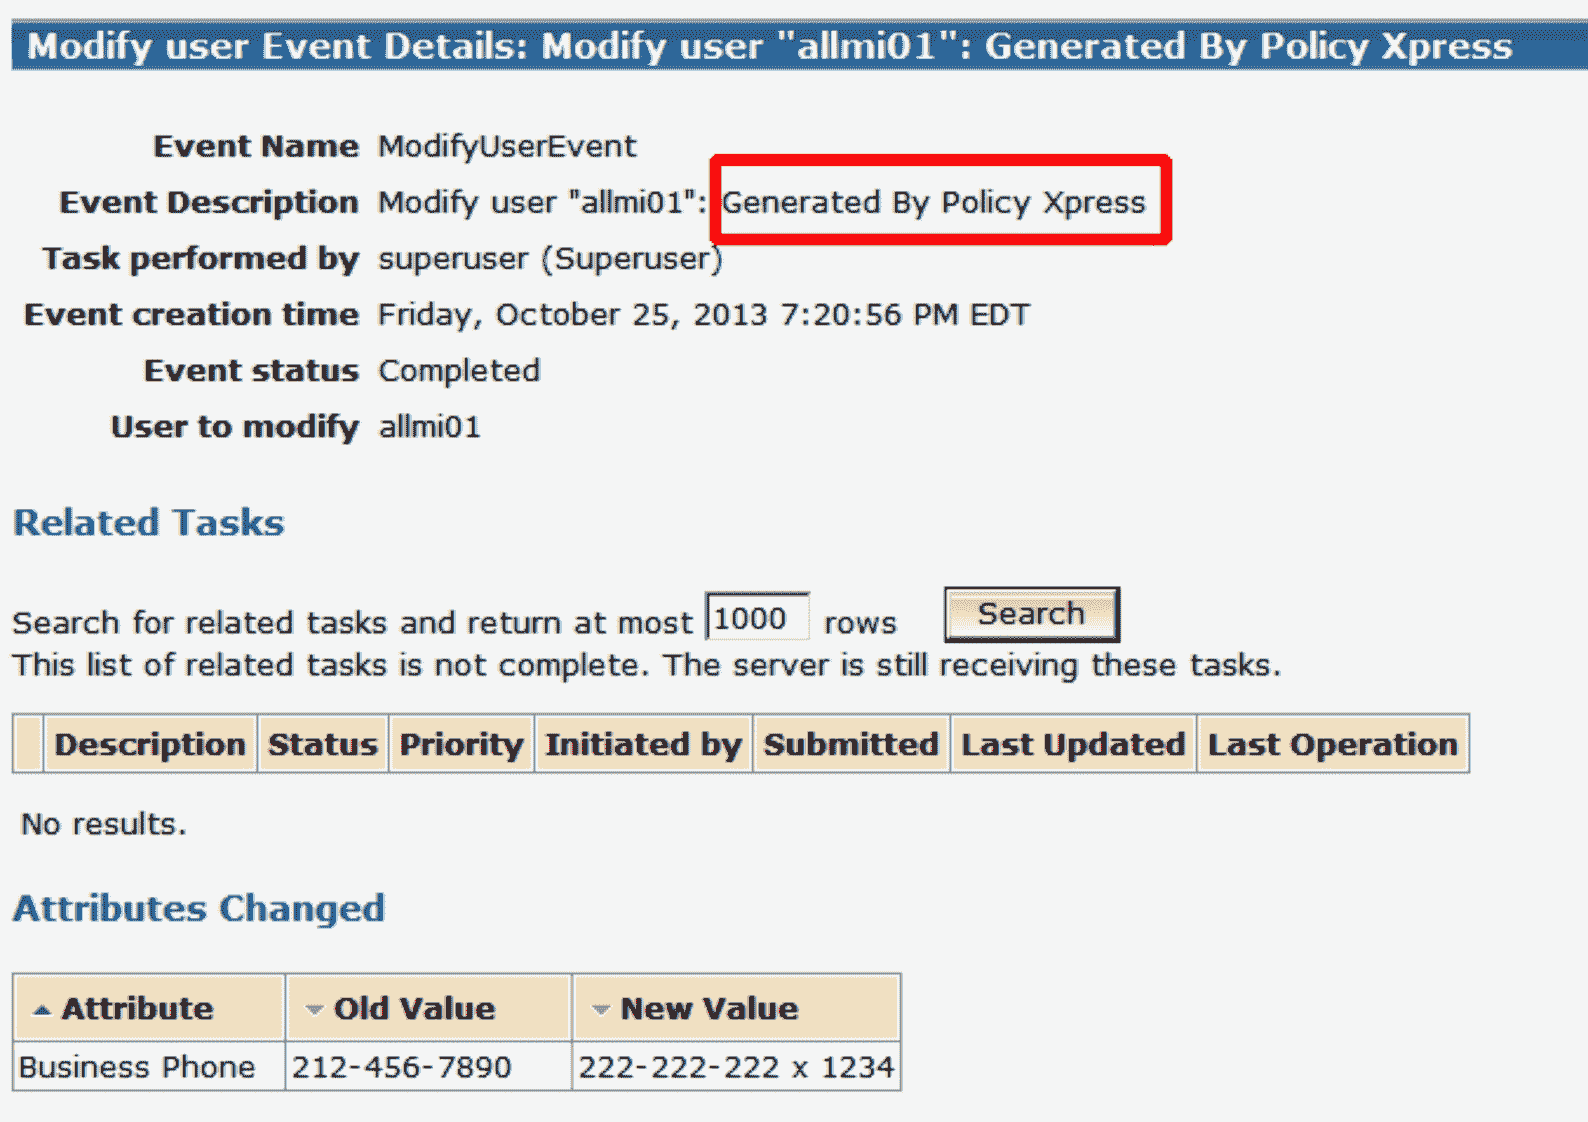 Modify user Event Details: Modify user "allmi01": Generated By Policy Xpress
Event Name ModifyUserEvent
Event Description Modify user "allmi01": Generated By Policy Xpress
Task performed by superuser (Superuser)
Event creation time Friday, October 25, 2013 7:20:56 PM EDT
Event status Completed
User to modify allmi01
Related Tasks
Search for related tasks and return at most 1000 rows Search
This list of related tasks is not complete. The server is still receiving these tasks.
Description Status Priority Initiated by Submitted Last Updated Last Operation
No results.
Attributes Changed
Attribute Old Value New Value
Business Phone 212-456-7890 222-222-222 x 1234